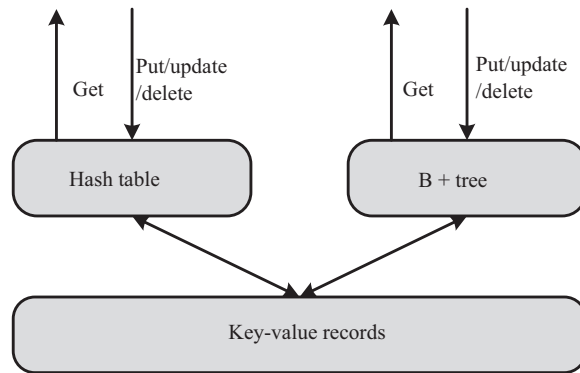 Get
Put/update
/delete
Get
Put/update
/delete
Hash table
B + tree
Key-value records